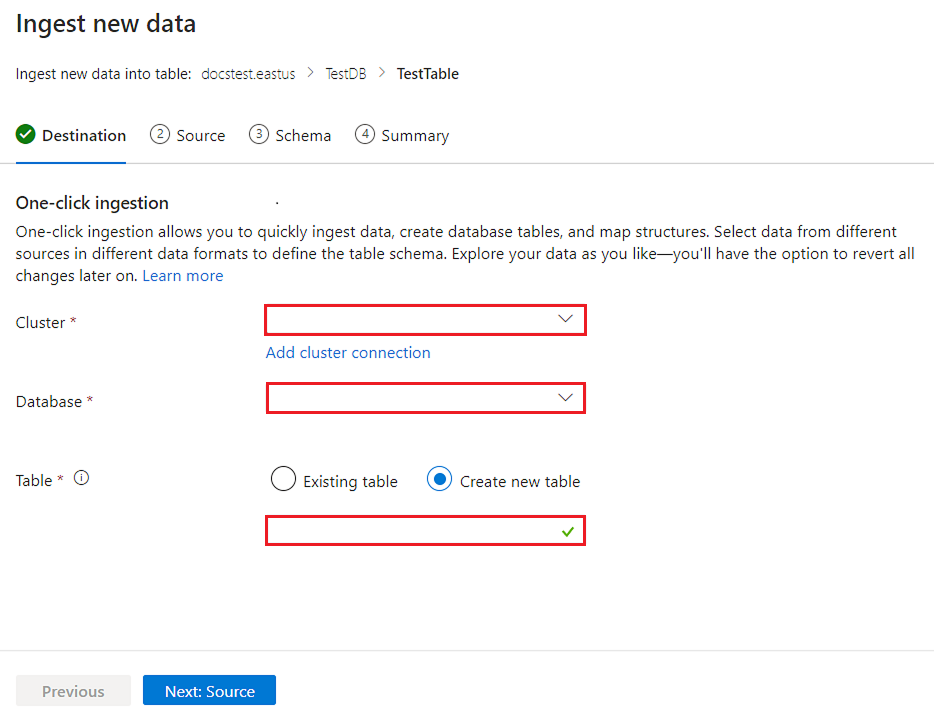 Ingest new data
Ingest new data into table: docstest.eastus > TestDB > TestTable
Destination 2 Source 3 Schema 4 Summary
One-click ingestion
One-click ingestion allows you to quickly ingest data, create database tables, and map structures. Select data from different
sources in different data formats to define the table schema. Explore your data as you like—you'll have the option to revert all
changes later on. Learn more
Cluster *
Add cluster connection
Database *
Table * Existing table Create new table
Previous Next: Source